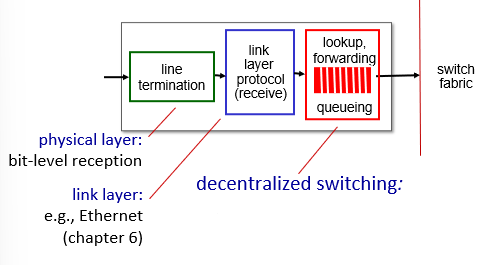 line
termination
link
layer
protocol
(receive)
lookup,
forwarding
queueing
switch
fabric
physical layer:
bit-level reception
link layer:
e.g., Ethernet
(chapter 6)
decentralized switching: